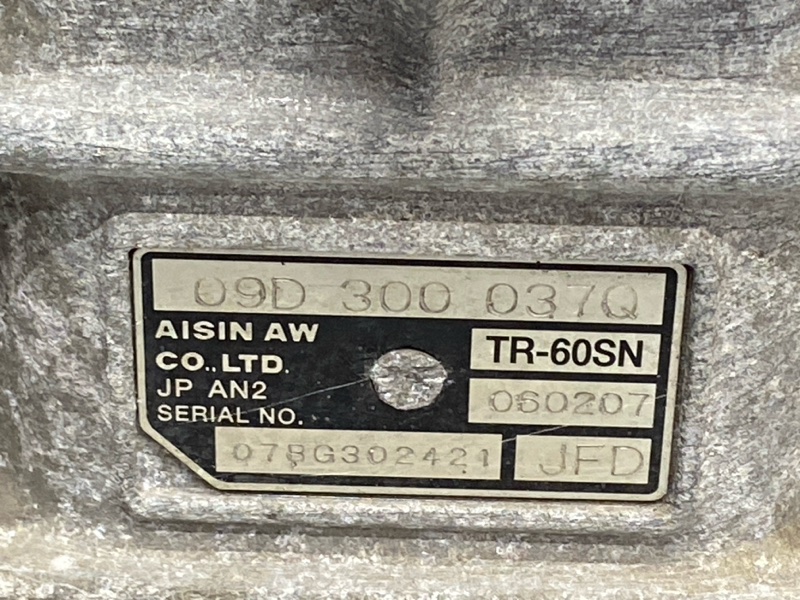 09D 300 037Q
AISIN AW
CO.,LTD.
TR-60SN
JP AN2
060207
SERIAL NO.
07BG302421
JFD